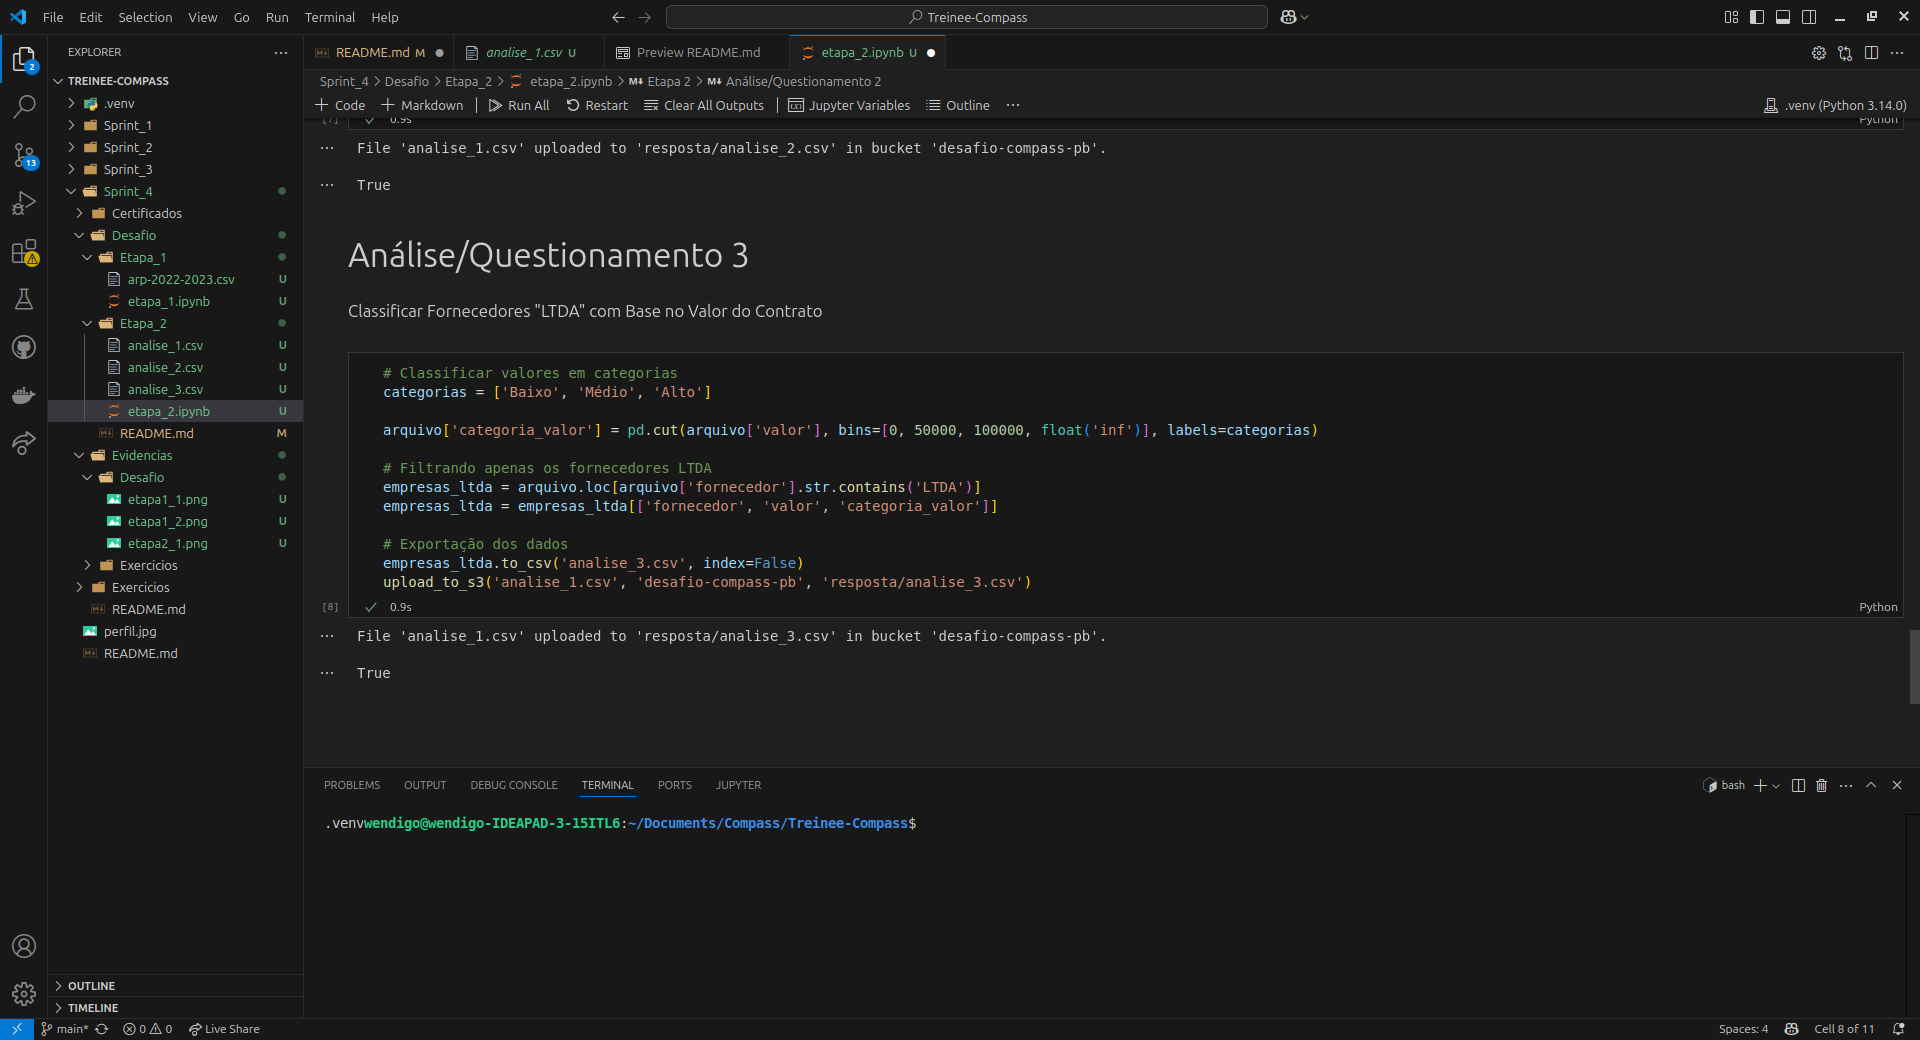 File Edit Selection View Go Run Terminal Help
Treinee-Compass
EXPLORER
TREINEE-COMPASS
.venv
Sprint_1
Sprint_2
Sprint_3
Sprint_4
Certificados
Desafio
Etapa_1
arp-2022-2023.csv U
etapa_1.ipynb U
Etapa_2
analise_1.csv U
analise_2.csv U
analise_3.csv U
etapa_2.ipynb U
README.md M
Evidencias
Desafio
etapa1_1.png U
etapa1_2.png U
etapa2_1.png U
Exercicios
Exercicios
README.md
perfil.jpg
README.md
OUTLINE
TIMELINE
2
13
README.md M
analise_1.csv U
Preview README.md
etapa_2.ipynb U
Sprint_4 > Desafio > Etapa_2 > etapa_2.ipynb > Etapa 2 > Análise/Questionamento 2
Code Markdown Run All Restart Clear All Outputs Jupyter Variables Outline ... .venv (Python 3.14.0)
[7] 0.9s Python
File 'analise_1.csv' uploaded to 'resposta/analise_2.csv' in bucket 'desafio-compass-pb'.
True
Análise/Questionamento 3
Classificar Fornecedores "LTDA" com Base no Valor do Contrato
# Classificar valores em categorias
categorias = ['Baixo', 'Médio', 'Alto']
arquivo['categoria_valor'] = pd.cut(arquivo['valor'], bins=[0, 50000, 100000, float('inf')], labels=categorias)
# Filtrando apenas os fornecedores LTDA
empresas_ltda = arquivo.loc[arquivo['fornecedor'].str.contains('LTDA')]
empresas_ltda = empresas_ltda[['fornecedor', 'valor', 'categoria_valor']]
# Exportação dos dados
empresas_ltda.to_csv('analise_3.csv', index=False)
upload_to_s3('analise_1.csv', 'desafio-compass-pb', 'resposta/analise_3.csv')
[8] 0.9s Python
File 'analise_1.csv' uploaded to 'resposta/analise_3.csv' in bucket 'desafio-compass-pb'.
True
PROBLEMS OUTPUT DEBUG CONSOLE TERMINAL PORTS JUPYTER bash
.venvwendigo@wendigo-IDEAPAD-3-15ITL6:~/Documents/Compass/Treinee-Compass$
main* 0 0 Live Share Spaces: 4 Cell 8 of 11